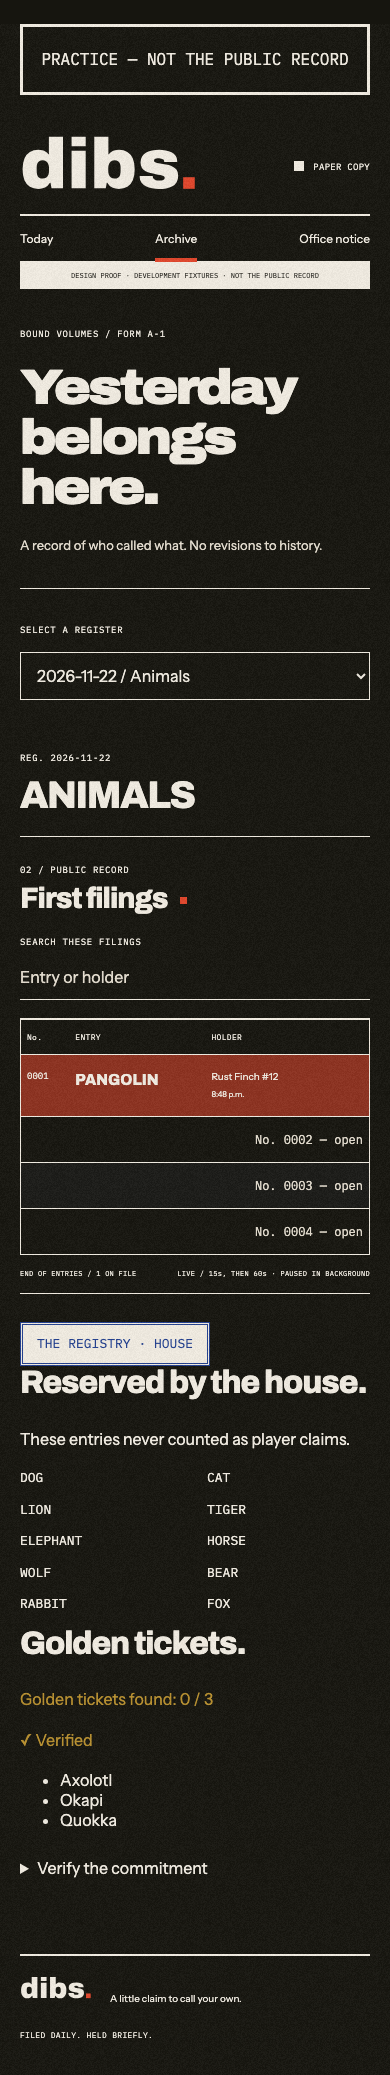 PRACTICE — NOT THE PUBLIC RECORD
dibs.
PAPER COPY
Today Archive Office notice
DESIGN PROOF · DEVELOPMENT FIXTURES · NOT THE PUBLIC RECORD
BOUND VOLUMES / FORM A-1
Yesterday
belongs
here.
A record of who called what. No revisions to history.
SELECT A REGISTER
2026-11-22 / Animals
REG. 2026-11-22
ANIMALS
02 / PUBLIC RECORD
First filings
SEARCH THESE FILINGS
Entry or holder
No. ENTRY HOLDER
0001 PANGOLIN Rust Finch #12
8:48 p.m.
No. 0002 — open
No. 0003 — open
No. 0004 — open
END OF ENTRIES / 1 ON FILE LIVE / 15s, THEN 60s · PAUSED IN BACKGROUND
THE REGISTRY · HOUSE
Reserved by the house.
These entries never counted as player claims.
DOG CAT
LION TIGER
ELEPHANT HORSE
WOLF BEAR
RABBIT FOX
Golden tickets.
Golden tickets found: 0 / 3
✓ Verified
• Axolotl
• Okapi
• Quokka
▶ Verify the commitment
dibs. A little claim to call your own.
FILED DAILY. HELD BRIEFLY.